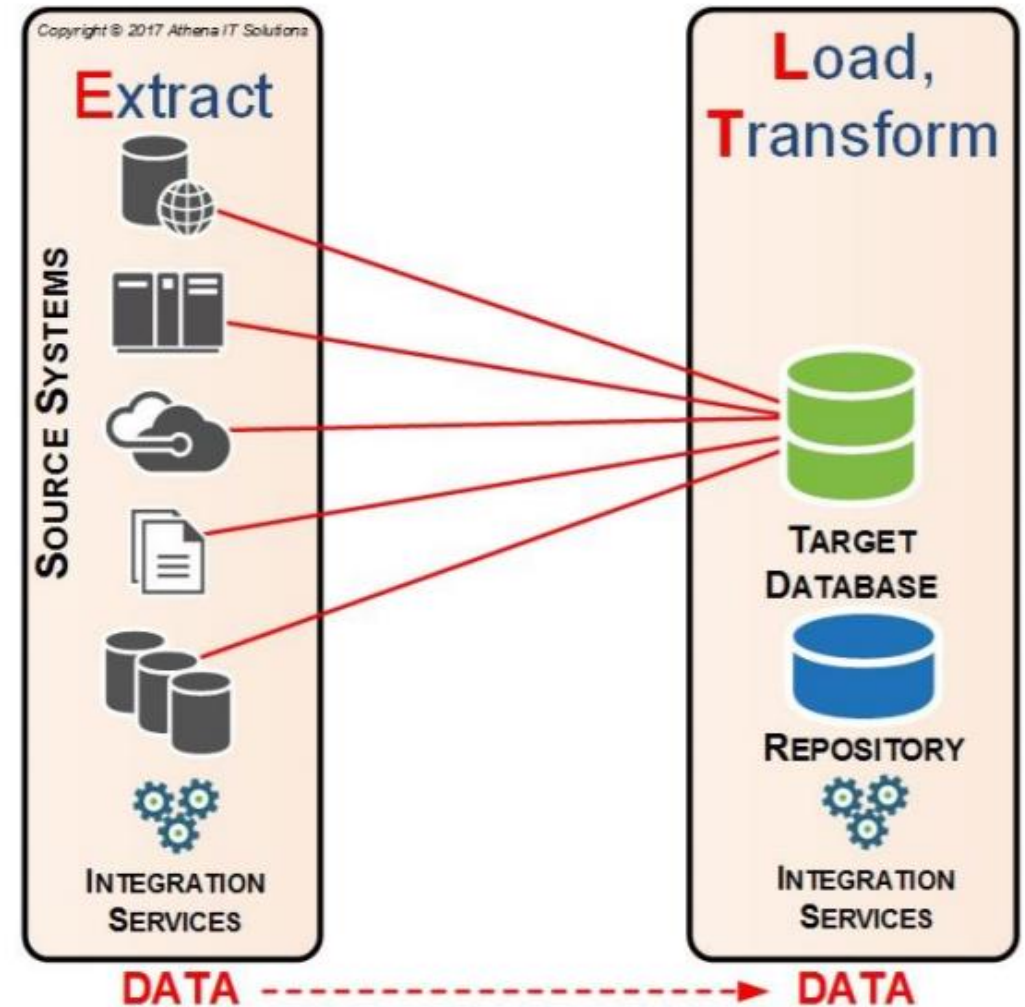 Copyright © 2017 Athena IT Solutions
Extract
SOURCE SYSTEMS
INTEGRATION
SERVICES
Load,
Transform
TARGET
DATABASE
REPOSITORY
INTEGRATION
SERVICES
DATA
DATA